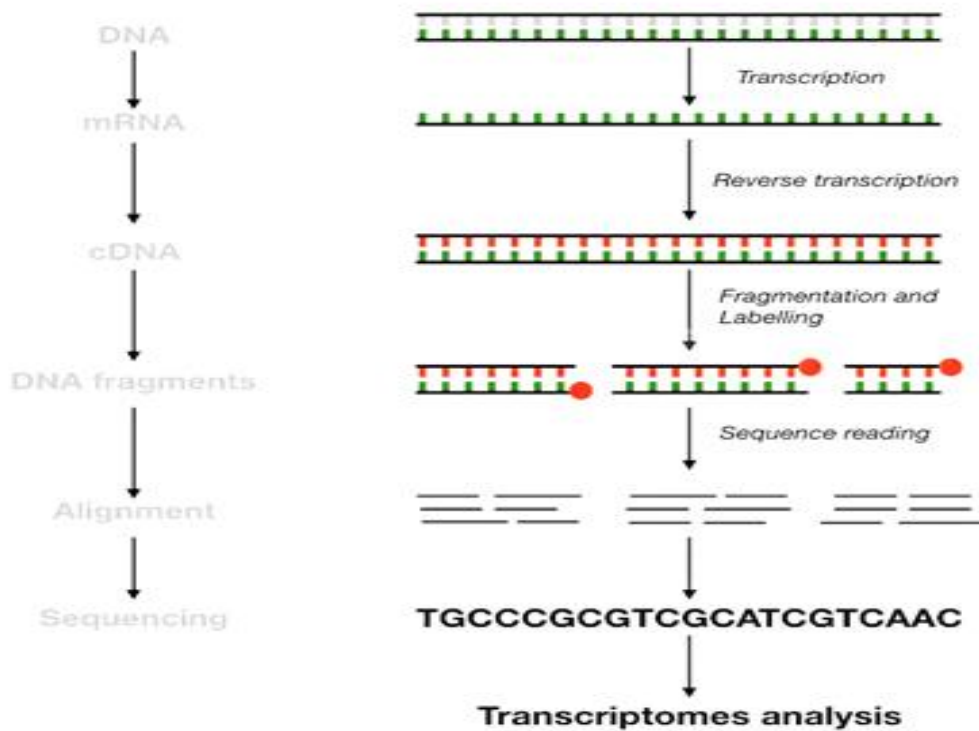 DNA
Transcription
mRNA
Reverse transcription
cDNA
Fragmentation and
Labelling
DNA fragments
Sequence reading
Alignment
Sequencing
TGCCCGCGTCGCATCGTCAAC
Transcriptomes analysis